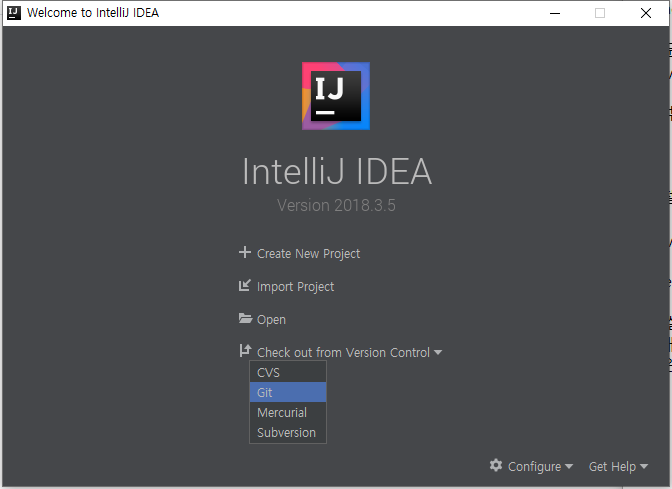 Welcome to IntelliJ IDEA
IJ
IntelliJ IDEA
Version 2018.3.5
Create New Project
Import Project
Open
Check out from Version Control
CVS
Git
Mercurial
Subversion
Configure
Get Help